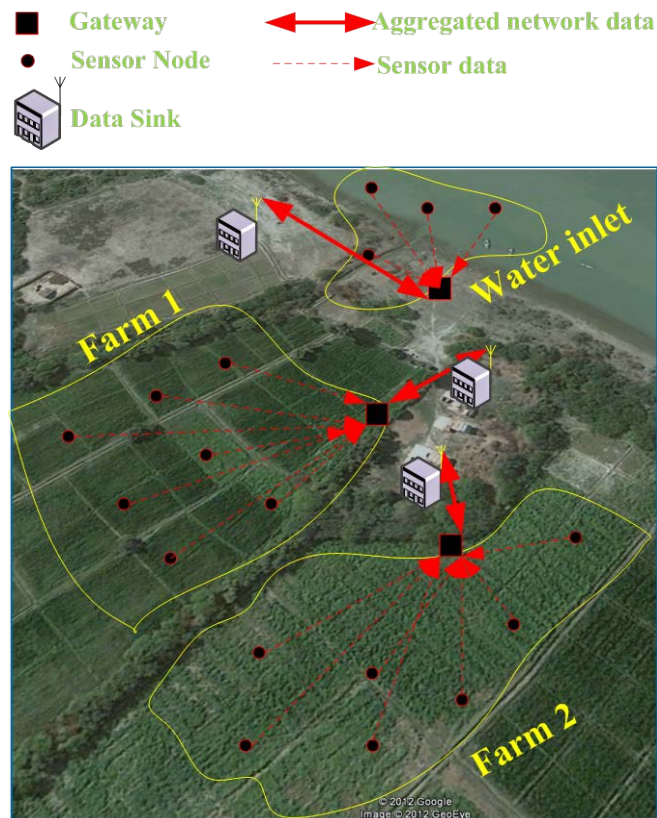 Gateway
Aggregated network data
Sensor Node
Sensor data
Data Sink
Water inlet
Farm 1
Farm 2
© 2012 Google
Image © 2012 GeoEye